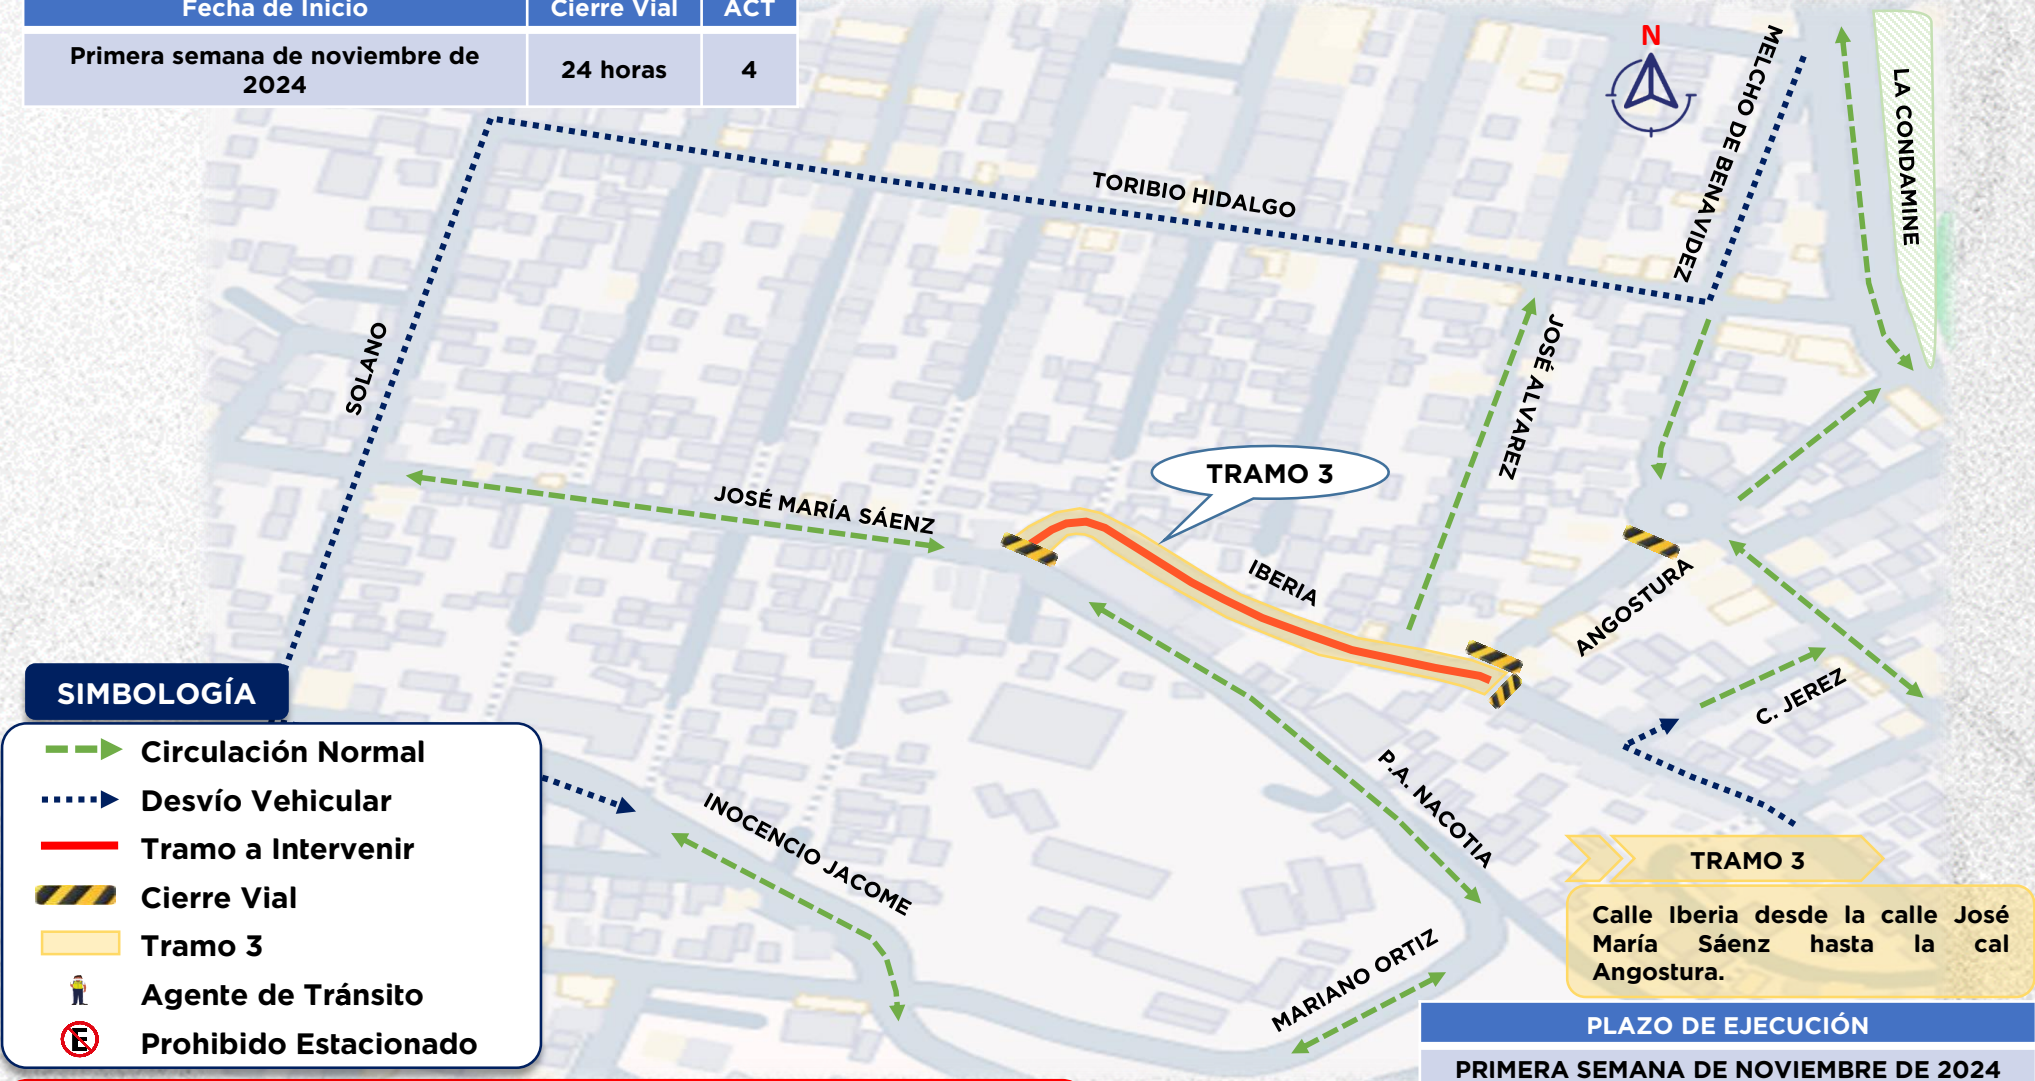 Fecha de Inicio
Cierre Vial
ACT
Primera semana de noviembre de
2024
24 horas
4
N
MELCHO DE BENAVIDEZ
LA CONDAMINE
TORIBIO HIDALGO
SOLANO
JOSÉ ALVAREZ
TRAMO 3
JOSÉ MARÍA SÁENZ
IBERIA
ANGOSTURA
C. JEREZ
P.A. NACOTIA
INOCENCIO JACOME
MARIANO ORTIZ
SIMBOLOGÍA
Circulación Normal
Desvío Vehicular
Tramo a Intervenir
Cierre Vial
Tramo 3
Agente de Tránsito
E
Prohibido Estacionado
TRAMO 3
Calle Iberia desde la calle José
María Sáenz hasta la cal
Angostura.
PLAZO DE EJECUCIÓN
PRIMERA SEMANA DE NOVIEMBRE DE 2024